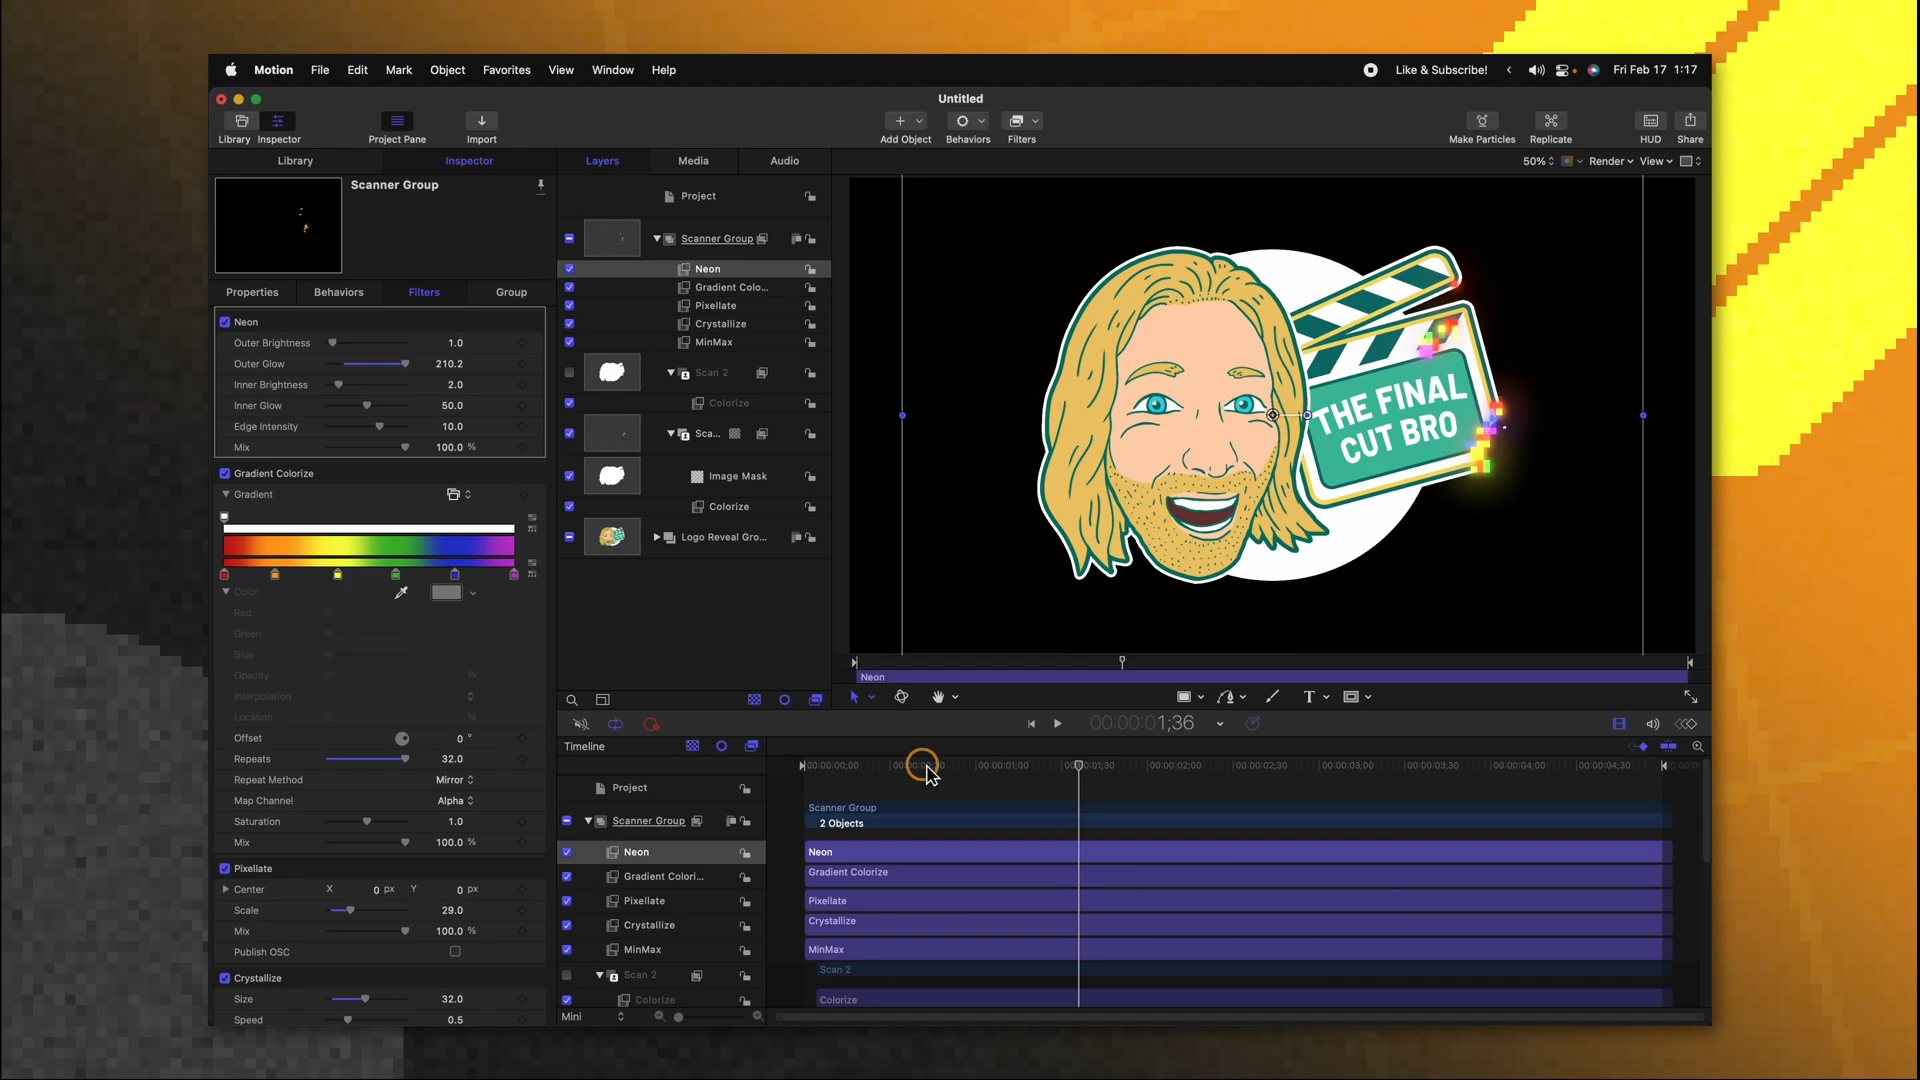 Motion File Edit Mark Object Favorites View Window Help Like & Subscribe! Fri Feb 17 1:17
Untitled
Library Inspector Project Pane Import Add Object Behaviors Filters Make Particles Replicate HUD Share
Library Inspector Layers Media Audio 50% Render View
Scanner Group
Properties Behaviors Filters Group
Neon
Outer Brightness 1.0
Outer Glow 210.2
Inner Brightness 2.0
Inner Glow 50.0
Edge Intensity 10.0
Mix 100.0 %
Gradient Colorize
Gradient
Color
Red
Green
Blue
Opacity %
Interpolation
Location %
Offset 0 °
Repeats 32.0
Repeat Method Mirror
Map Channel Alpha
Saturation 1.0
Mix 100.0 %
Pixellate
Center X 0 px Y 0 px
Scale 29.0
Mix 100.0 %
Publish OSC
Crystallize
Size 32.0
Speed 0.5
Project
Scanner Group
Neon
Gradient Colo...
Pixellate
Crystallize
MinMax
Scan 2
Colorize
Sca...
Image Mask
Colorize
Logo Reveal Gro...
THE FINAL
CUT BRO
Neon
T
00:00:01;36
Timeline
00:00:00;00 00:00:01;00 00:00:01;30 00:00:02;00 00:00:02;30 00:00:03;00 00:00:03;30 00:00:04;00 00:00:04;30
Project
Scanner Group
Neon
Gradient Colori...
Pixellate
Crystallize
MinMax
Scan 2
Colorize
Mini
Scanner Group
2 Objects
Neon
Gradient Colorize
Pixellate
Crystallize
MinMax
Scan 2
Colorize